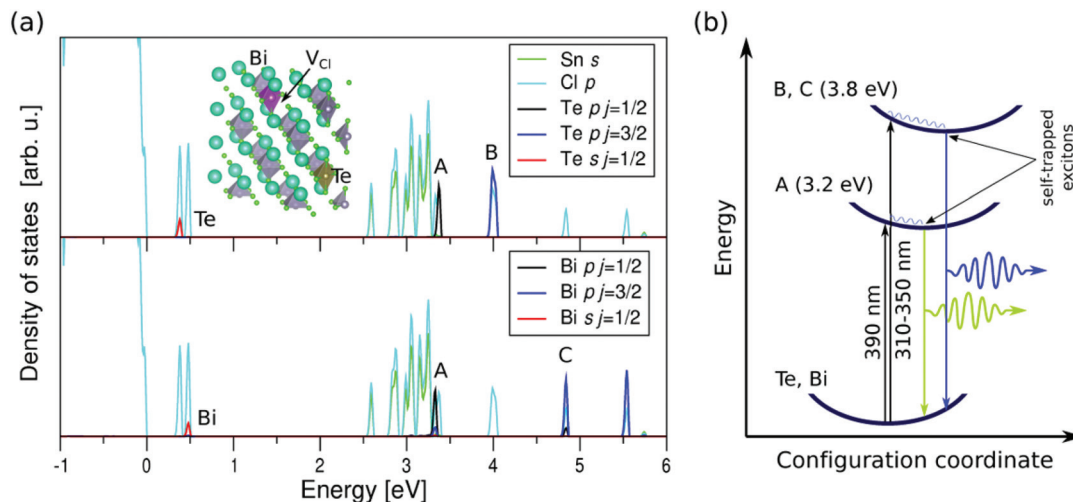 (a)
Density of states [arb. u.]
Bi
V_Cl
Te
Sn s
Cl p
Te p j=1/2
Te p j=3/2
Te s j=1/2
A
B
Te
Bi p j=1/2
Bi p j=3/2
Bi s j=1/2
A
C
Bi
-1 0 1 2 3 4 5 6
Energy [eV]
(b)
Energy
B, C (3.8 eV)
A (3.2 eV)
self-trapped
excitons
390 nm
310-350 nm
Te, Bi
Configuration coordinate